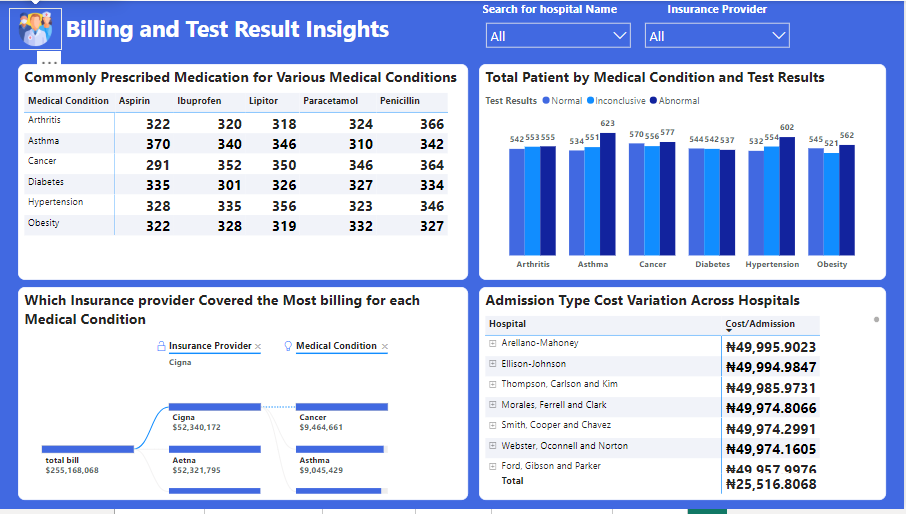 Billing and Test Result Insights
Search for hospital Name
All
Insurance Provider
All
Commonly Prescribed Medication for Various Medical Conditions
Medical Condition Aspirin Ibuprofen Lipitor Paracetamol Penicillin
Arthritis 322 320 318 324 366
Asthma 370 340 346 310 342
Cancer 291 352 350 346 364
Diabetes 335 301 326 327 334
Hypertension 328 335 356 323 346
Obesity 322 328 319 332 327
Total Patient by Medical Condition and Test Results
Test Results Normal Inconclusive Abnormal
542 553 555 534 551 623 570 556 577 544 542 537 532 554 602 545 521 562
Arthritis Asthma Cancer Diabetes Hypertension Obesity
Which Insurance provider Covered the Most billing for each
Medical Condition
Insurance Provider × Medical Condition ×
Cigna
Cigna
$52,340,172
Cancer
$9,464,661
total bill
$255,168,068
Aetna
$52,321,795
Asthma
$9,045,429
Admission Type Cost Variation Across Hospitals
Hospital Cost/Admission
Arellano-Mahoney ₦49,995.9023
Ellison-Johnson ₦49,994.9847
Thompson, Carlson and Kim ₦49,985.9731
Morales, Ferrell and Clark ₦49,974.8066
Smith, Cooper and Chavez ₦49,974.2991
Webster, Oconnell and Norton ₦49,974.1605
Ford, Gibson and Parker ₦49,957.9976
Total ₦25,516.8068